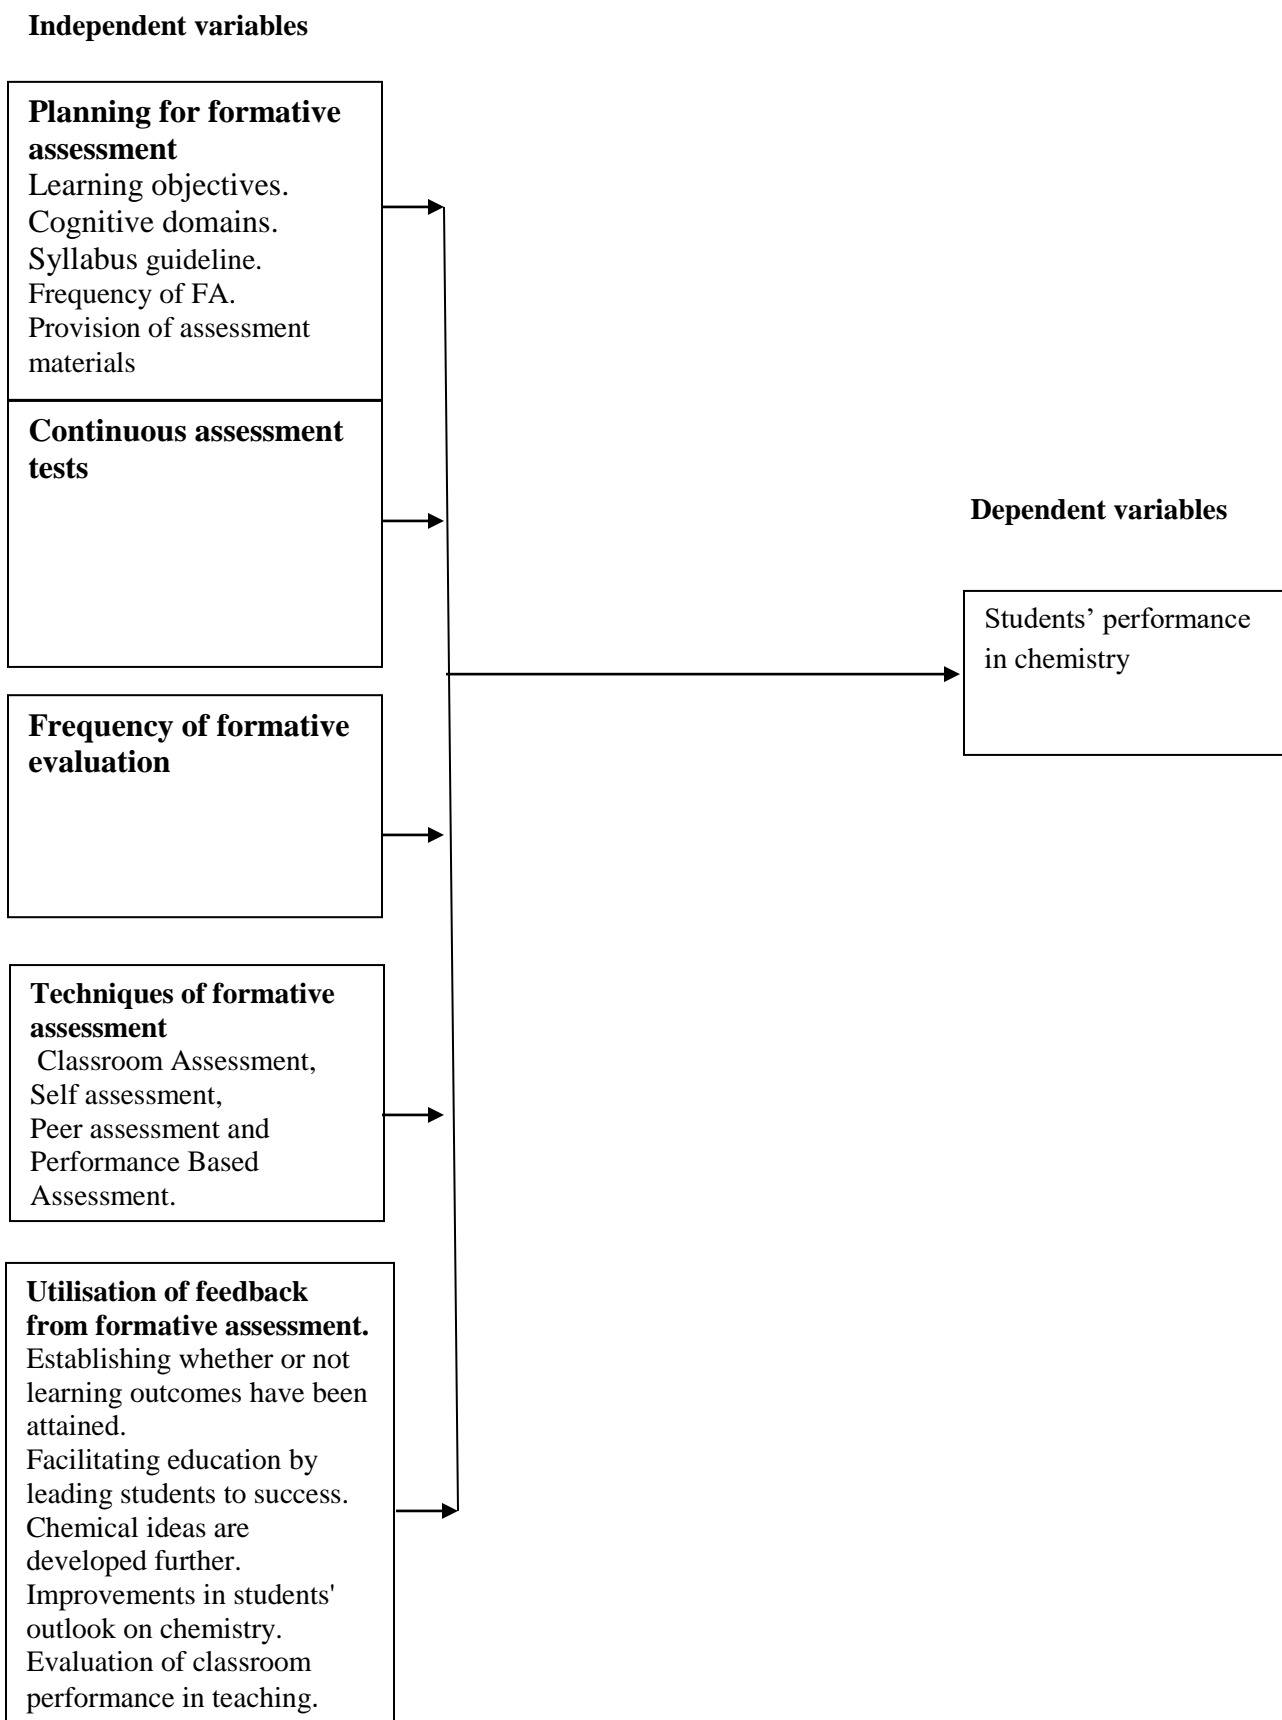 Independent variables
Planning for formative
assessment
Learning objectives.
Cognitive domains.
Syllabus guideline.
Frequency of FA.
Provision of assessment
materials
Continuous assessment
tests
Dependent variables
Students’ performance
in chemistry
Frequency of formative
evaluation
Techniques of formative
assessment
Classroom Assessment,
Self assessment,
Peer assessment and
Performance Based
Assessment.
Utilisation of feedback
from formative assessment.
Establishing whether or not
learning outcomes have been
attained.
Facilitating education by
leading students to success.
Chemical ideas are
developed further.
Improvements in students'
outlook on chemistry.
Evaluation of classroom
performance in teaching.